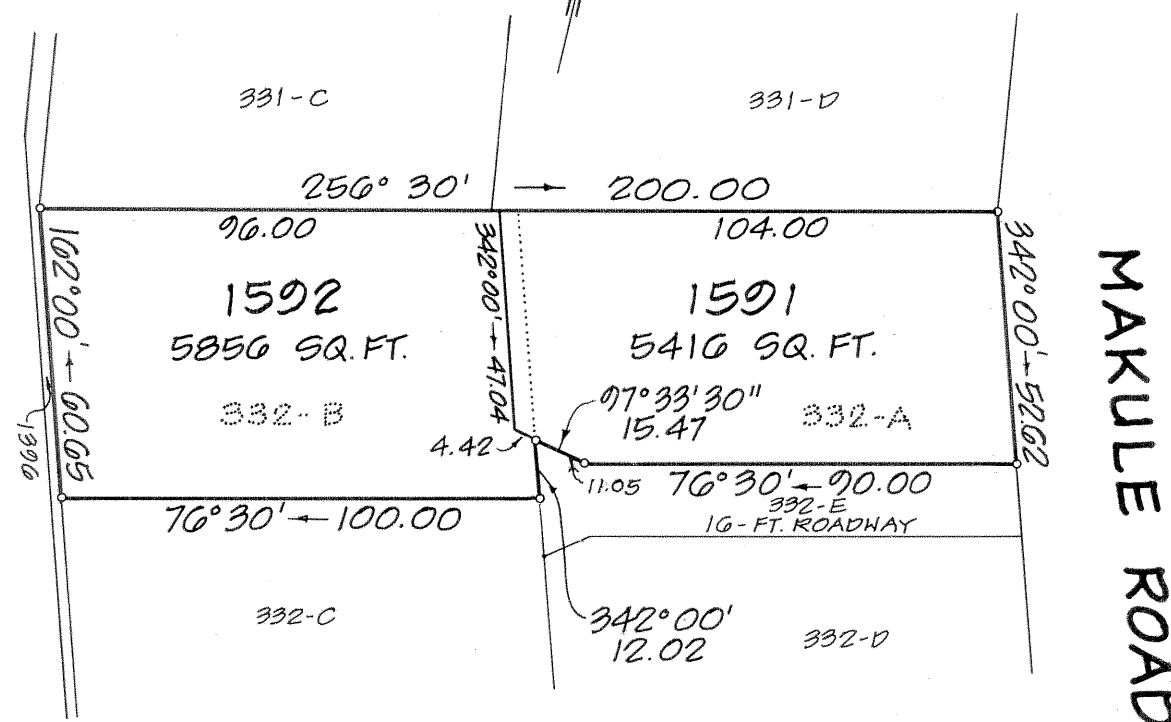 331-C
331-D
256° 30' → 200.00
96.00
104.00
162°00' ← 60.65
342°00' ← 47.04
342°00' → 52.62
1592
5856 SQ. FT.
332-B
1591
5416 SQ. FT.
332-A
97°33'30"
15.47
4.42
11.05
1396
76°30' ← 100.00
76°30' ← 90.00
332-E
16-FT. ROADWAY
332-C
342°00'
12.02
332-D
MAKULE ROAD